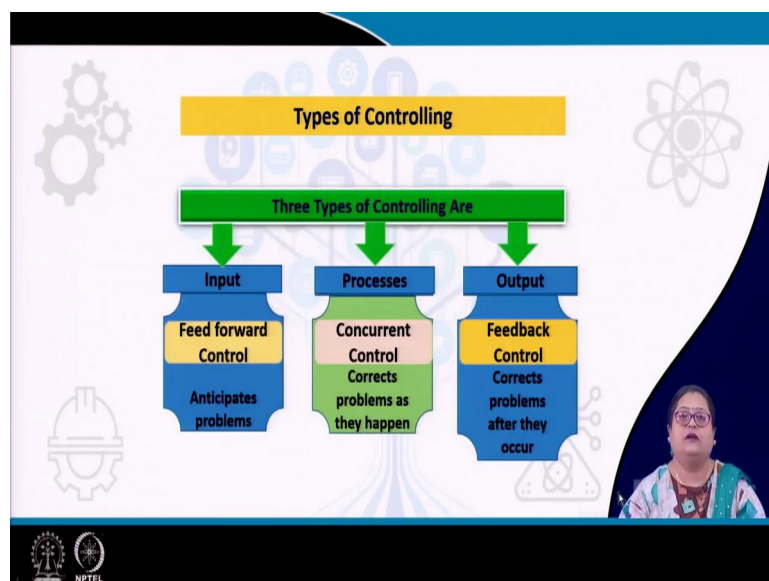 Types of Controlling
Three Types of Controlling Are
Input
Feed forward
Control
Anticipates
problems
Processes
Concurrent
Control
Corrects
problems as
they happen
Output
Feedback
Control
Corrects
problems
after they
occur
NPTEL